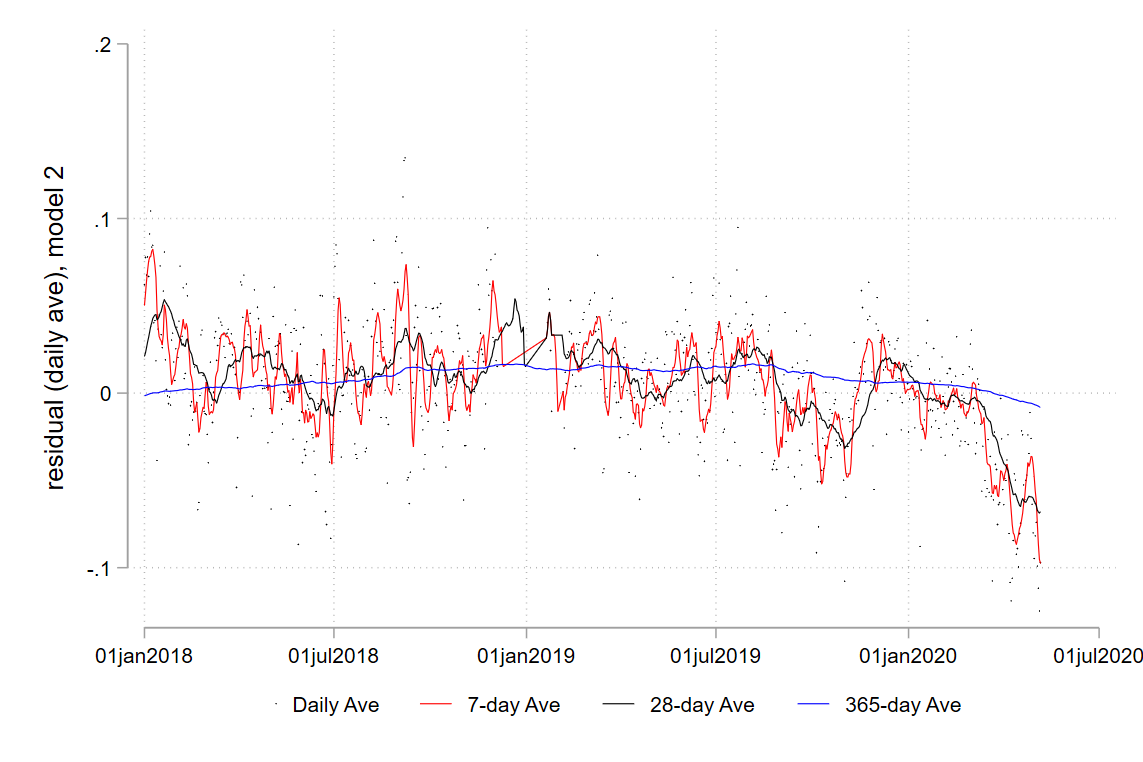 residual (daily ave), model 2
.2
.1
0
-.1
01jan2018 01jul2018 01jan2019 01jul2019 01jan2020 01jul2020
Daily Ave 7-day Ave 28-day Ave 365-day Ave